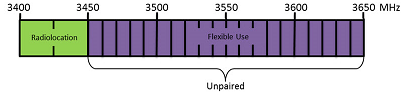 3400 3450 3500 3550 3600 3650 MHz
Radiolocation Flexible Use
Unpaired